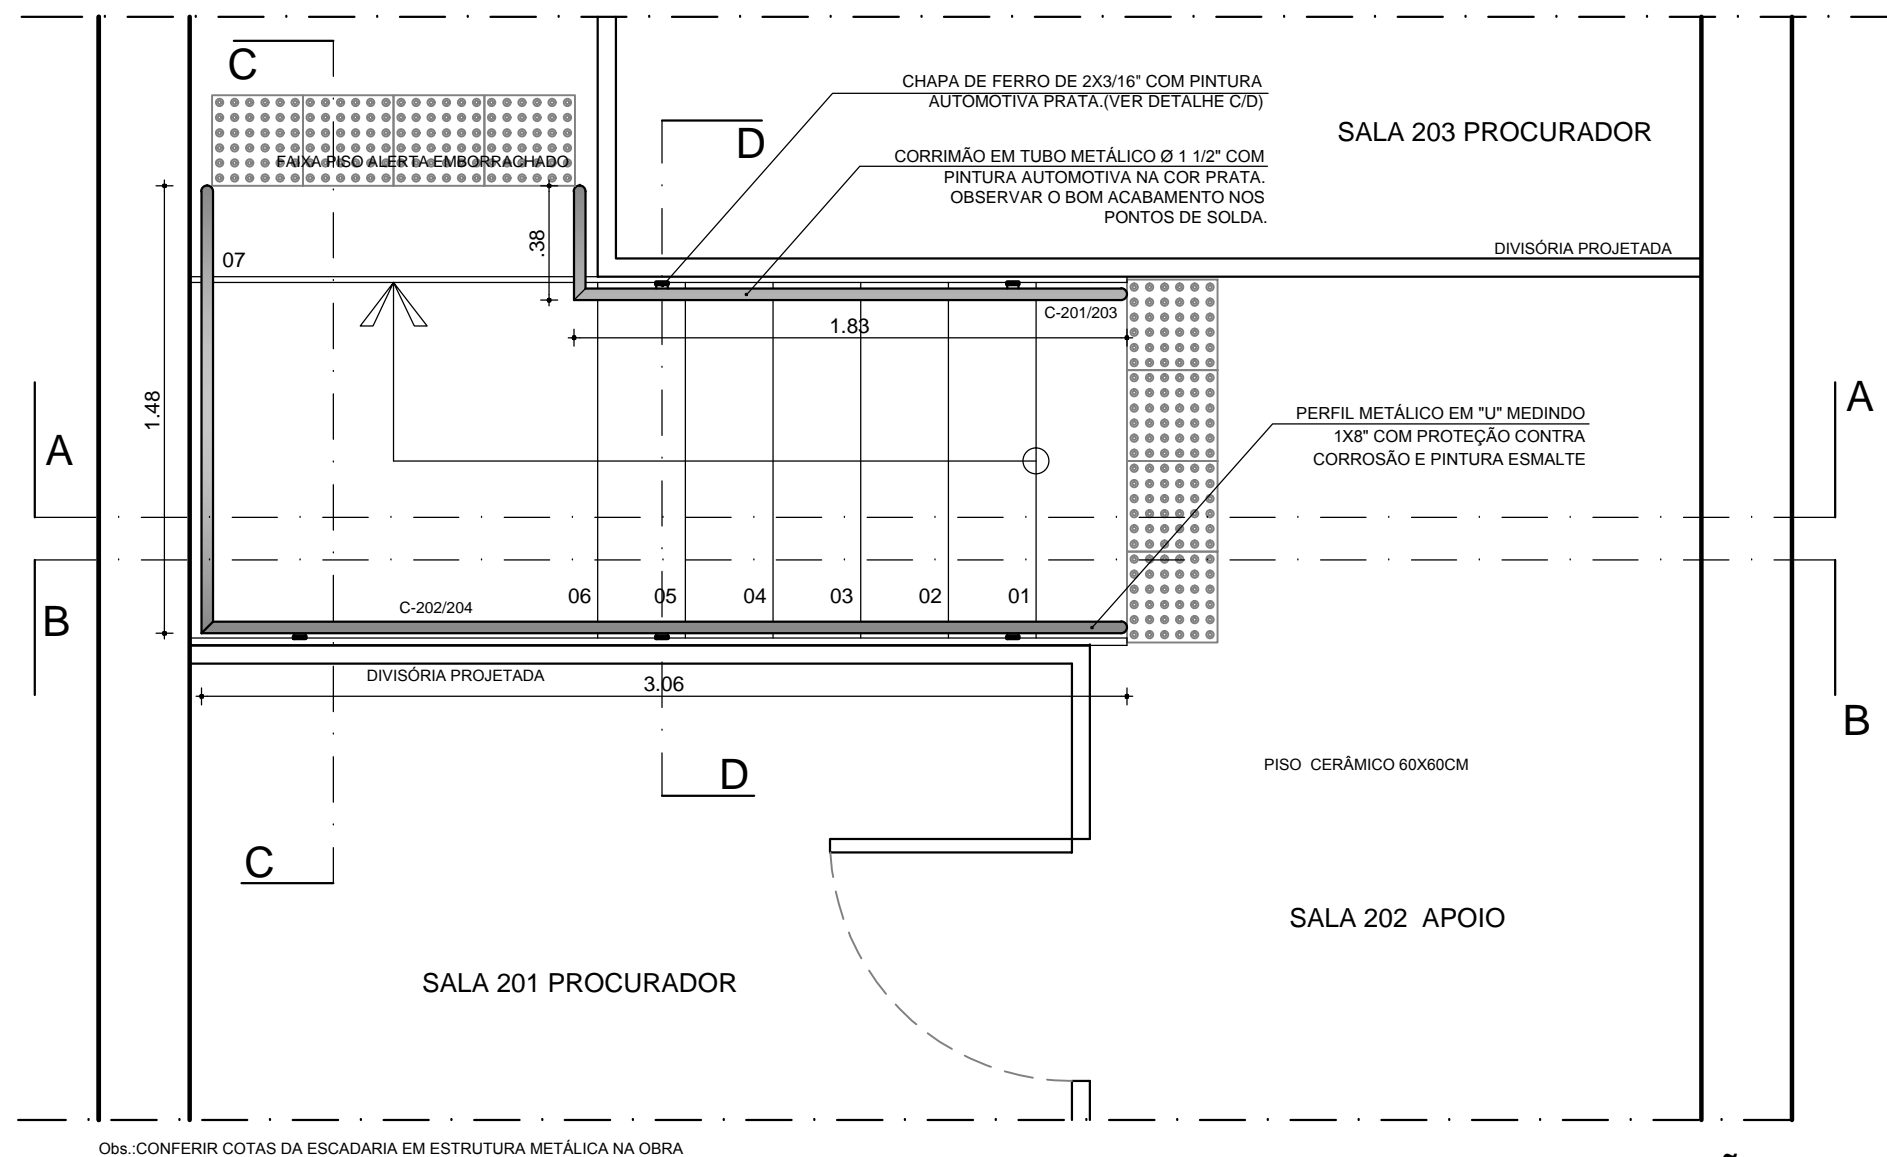 C
CHAPA DE FERRO DE 2X3/16" COM PINTURA
AUTOMOTIVA PRATA.(VER DETALHE C/D)
SALA 203 PROCURADOR
D
FAIXA PISO ALERTA EMBORRACHADO
CORRIMÃO EM TUBO METÁLICO Ø 1 1/2" COM
PINTURA AUTOMOTIVA NA COR PRATA.
OBSERVAR O BOM ACABAMENTO NOS
PONTOS DE SOLDA.
.38
07
DIVISÓRIA PROJETADA
C-201/203
1.83
1.48
A
PERFIL METÁLICO EM "U" MEDINDO
1X8" COM PROTEÇÃO CONTRA
CORROSÃO E PINTURA ESMALTE
A
06
05
04
03
02
01
C-202/204
B
DIVISÓRIA PROJETADA
3.06
B
D
PISO CERÂMICO 60X60CM
C
SALA 202 APOIO
SALA 201 PROCURADOR
Obs.:CONFERIR COTAS DA ESCADARIA EM ESTRUTURA METÁLICA NA OBRA